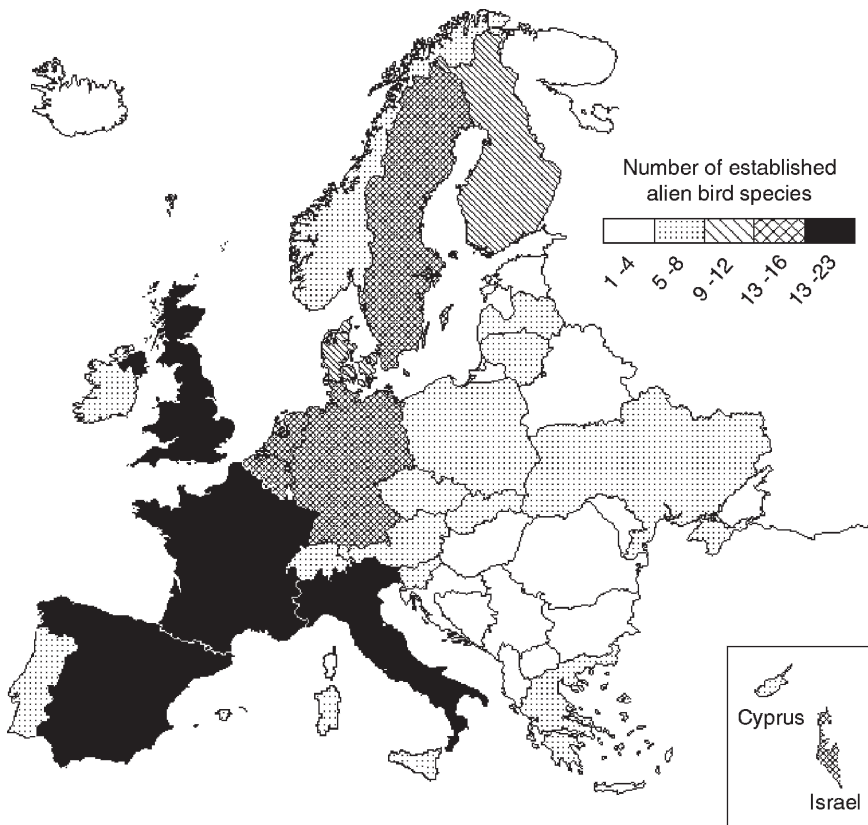 Number of established
alien bird species
1 -4
5 -8
9 -12
13 -16
13 -23
Cyprus
Israel